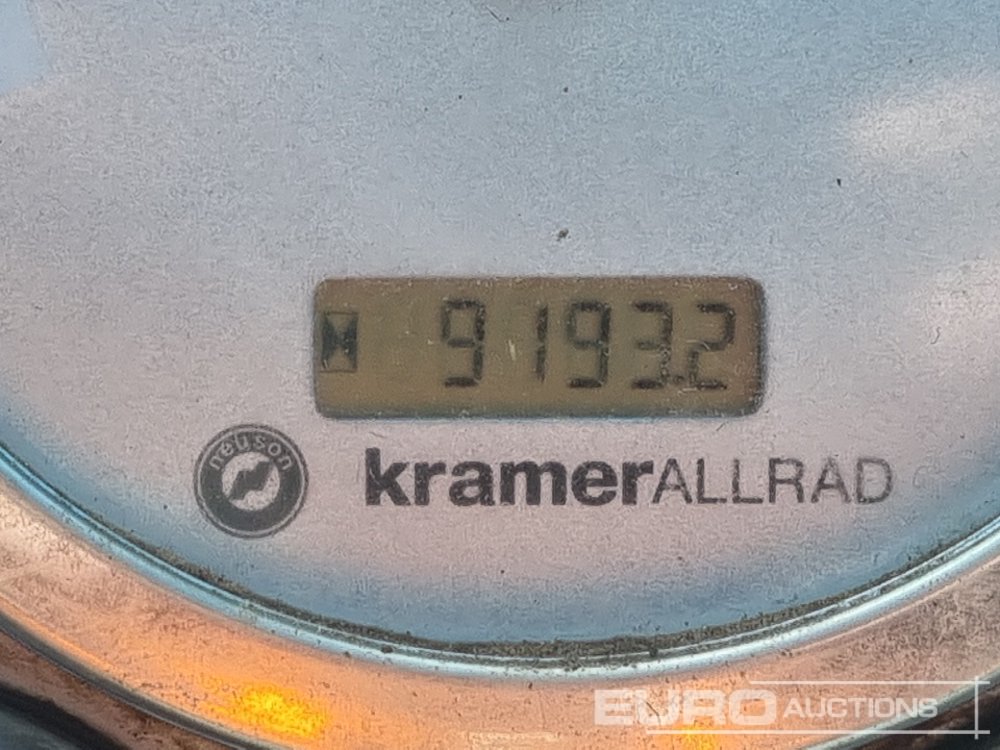 9193.2
neuson
kramerALLRAD
EURO AUCTIONS